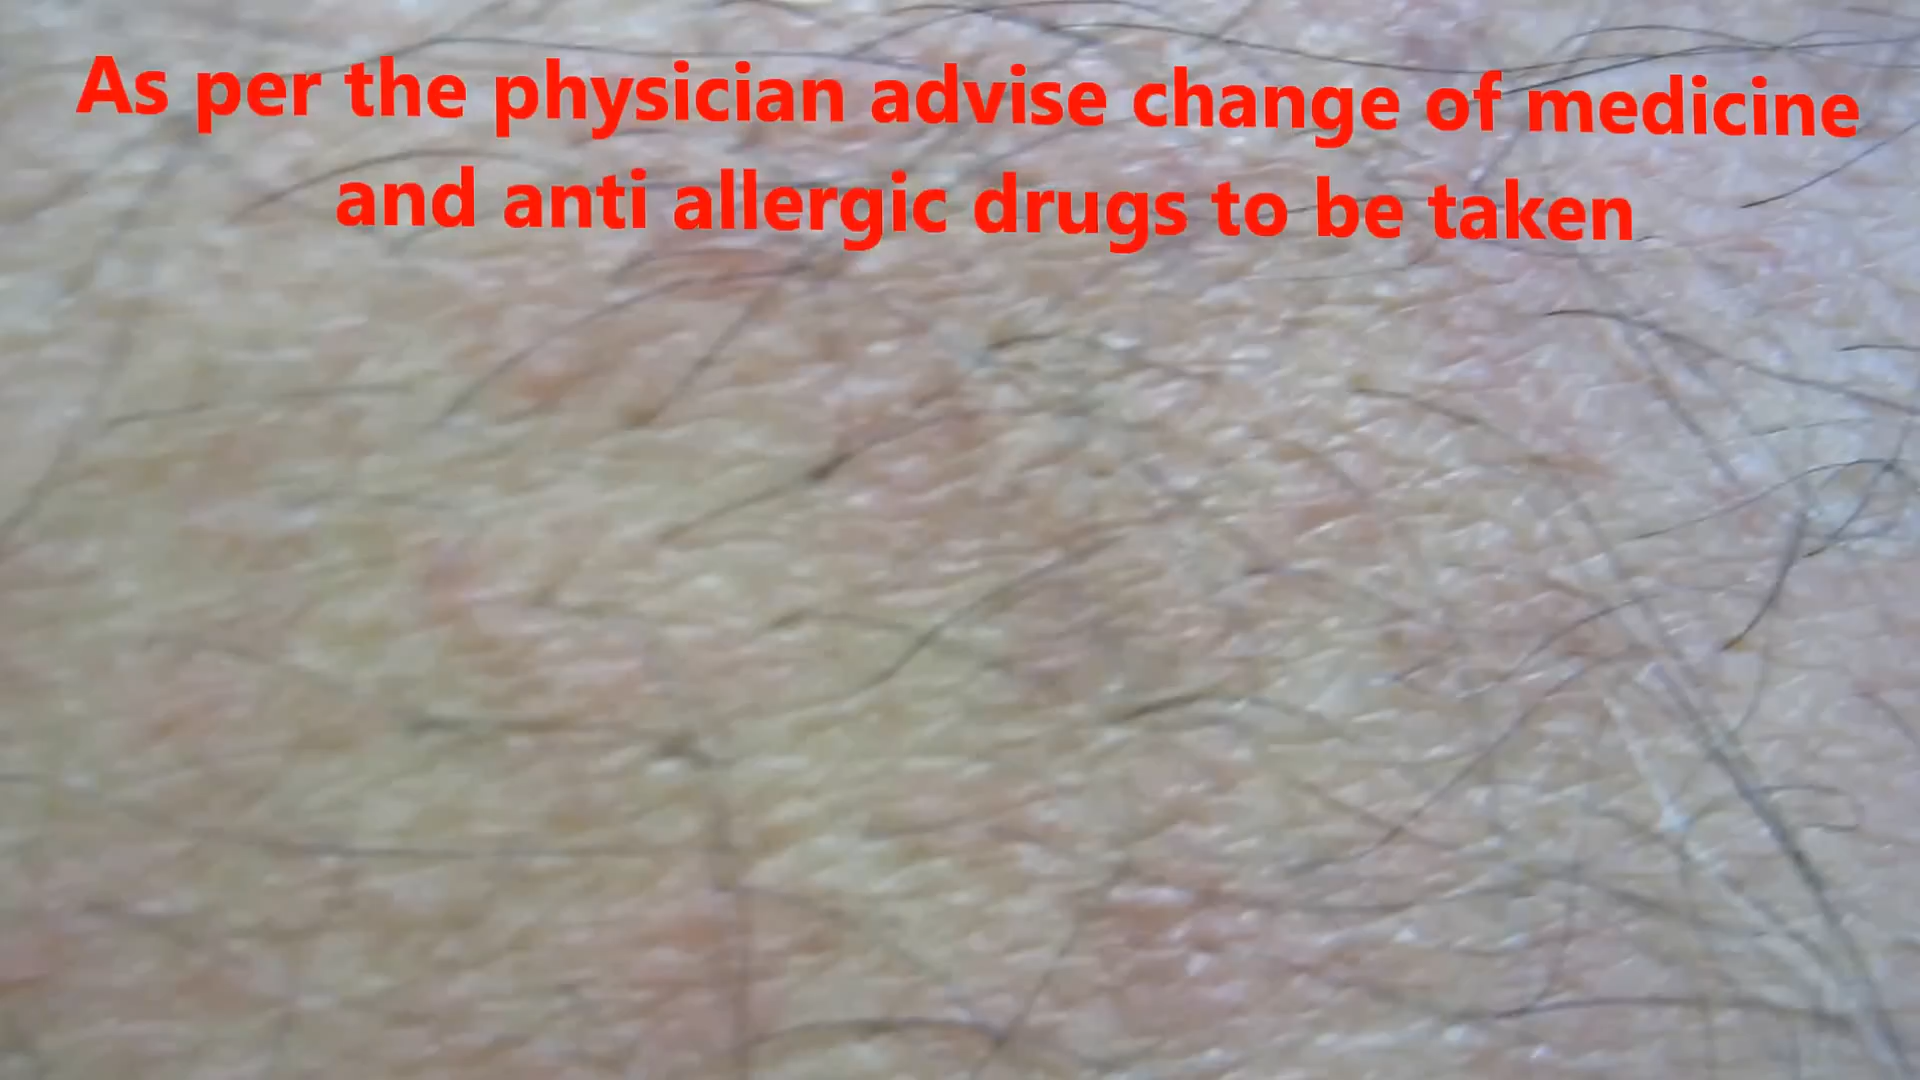 As per the physician advise change of medicine
and anti allergic drugs to be taken